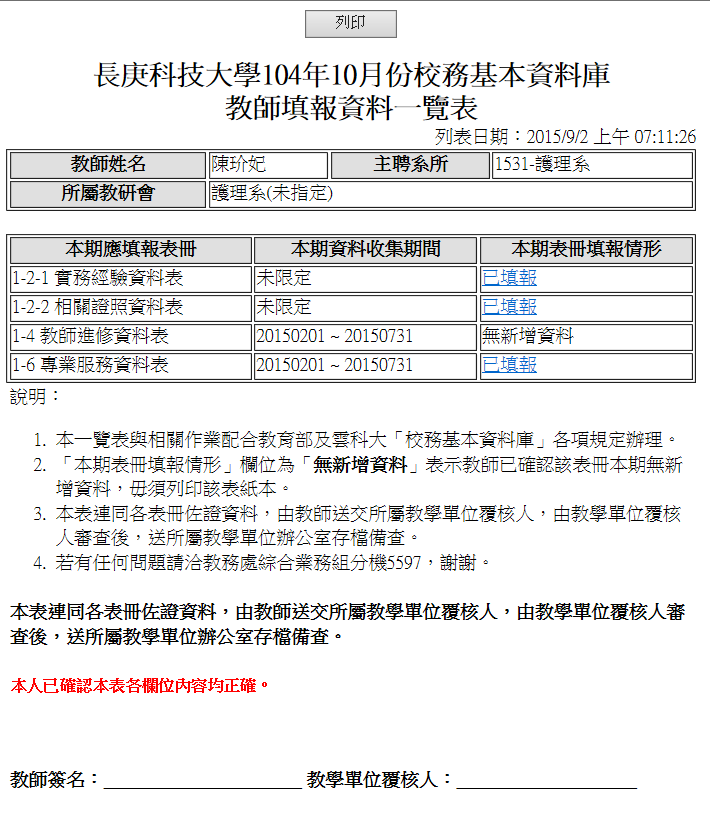 列印
長庚科技大學104年10月份校務基本資料庫
教師填報資料一覽表
列表日期：2015/9/2 上午 07:11:26
教師姓名 陳玠妃 主聘系所 1531-護理系
所屬教研會 護理系(未指定)
本期應填報表冊 本期資料收集期間 本期表冊填報情形
1-2-1 實務經驗資料表 未限定 已填報
1-2-2 相關證照資料表 未限定 已填報
1-4 教師進修資料表 20150201 ~ 20150731 無新增資料
1-6 專業服務資料表 20150201 ~ 20150731 已填報
說明：
1. 本一覽表與相關作業配合教育部及雲科大「校務基本資料庫」各項規定辦理。
2. 「本期表冊填報情形」欄位為「無新增資料」表示教師已確認該表冊本期無新
增資料，毋須列印該表紙本。
3. 本表連同各表冊佐證資料，由教師送交所屬教學單位覆核人，由教學單位覆核
人審查後，送所屬教學單位辦公室存檔備查。
4. 若有任何問題請洽教務處綜合業務組分機5597，謝謝。
本表連同各表冊佐證資料，由教師送交所屬教學單位覆核人，由教學單位覆核人審
查後，送所屬教學單位辦公室存檔備查。
本人已確認本表各欄位內容均正確。
教師簽名：____________________ 教學單位覆核人：__________________